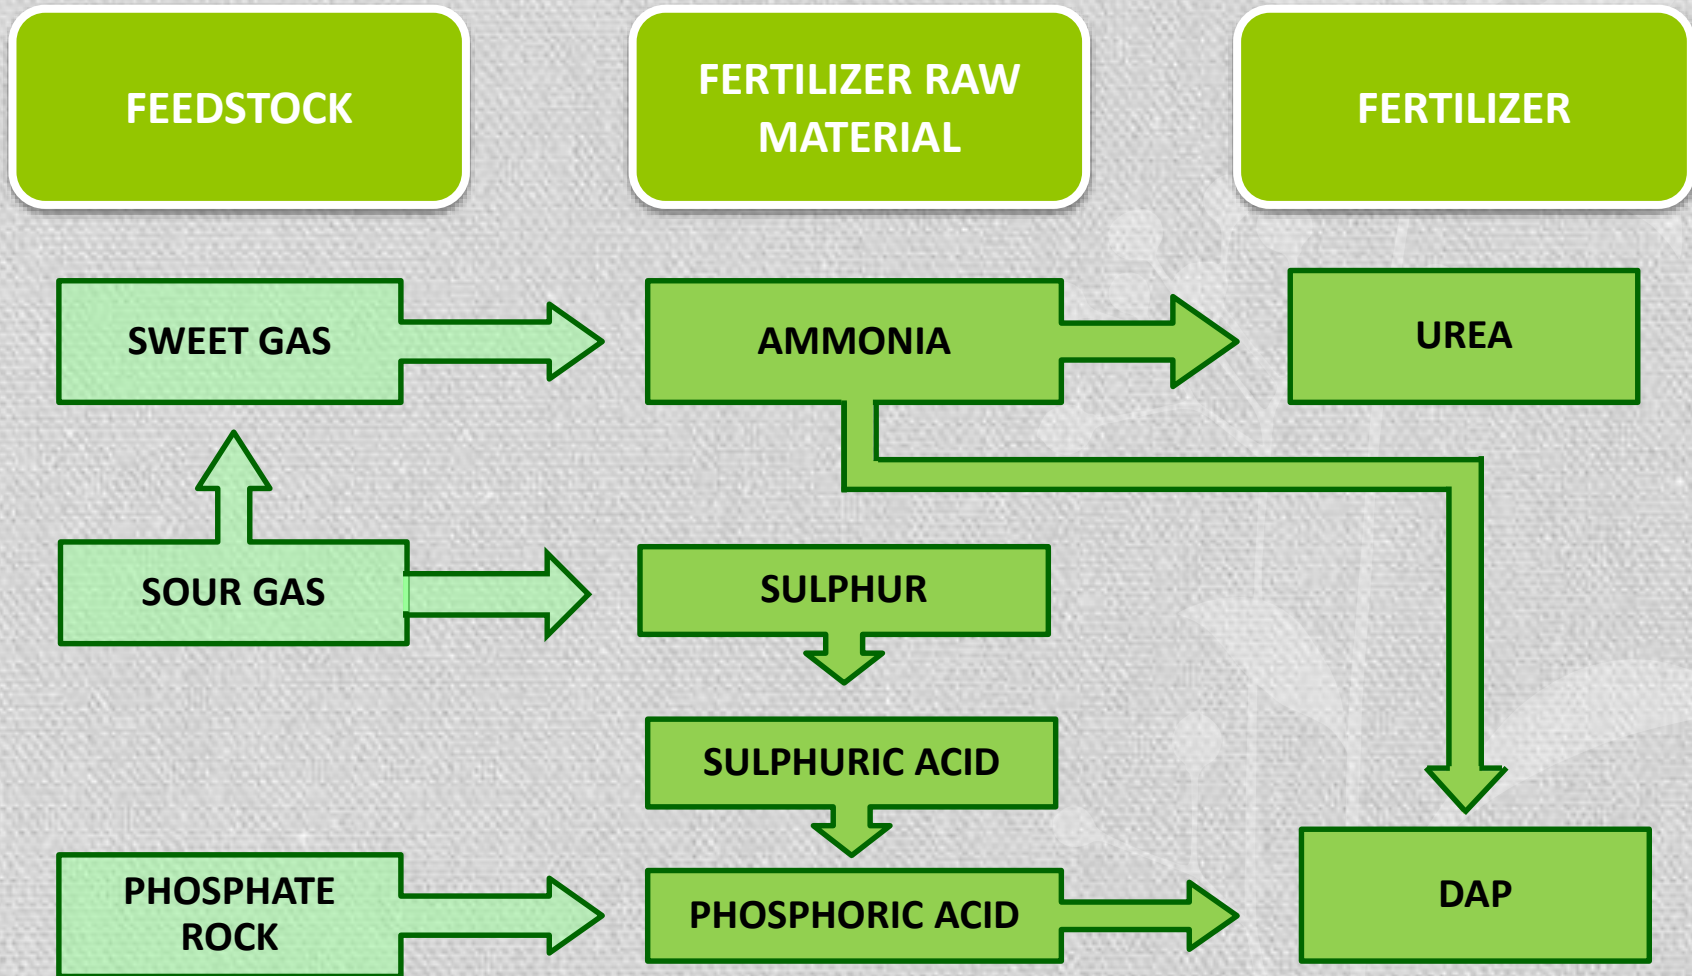 FEEDSTOCK
FERTILIZER RAW
MATERIAL
FERTILIZER
SWEET GAS
AMMONIA
UREA
SOUR GAS
SULPHUR
SULPHURIC ACID
PHOSPHATE
ROCK
PHOSPHORIC ACID
DAP